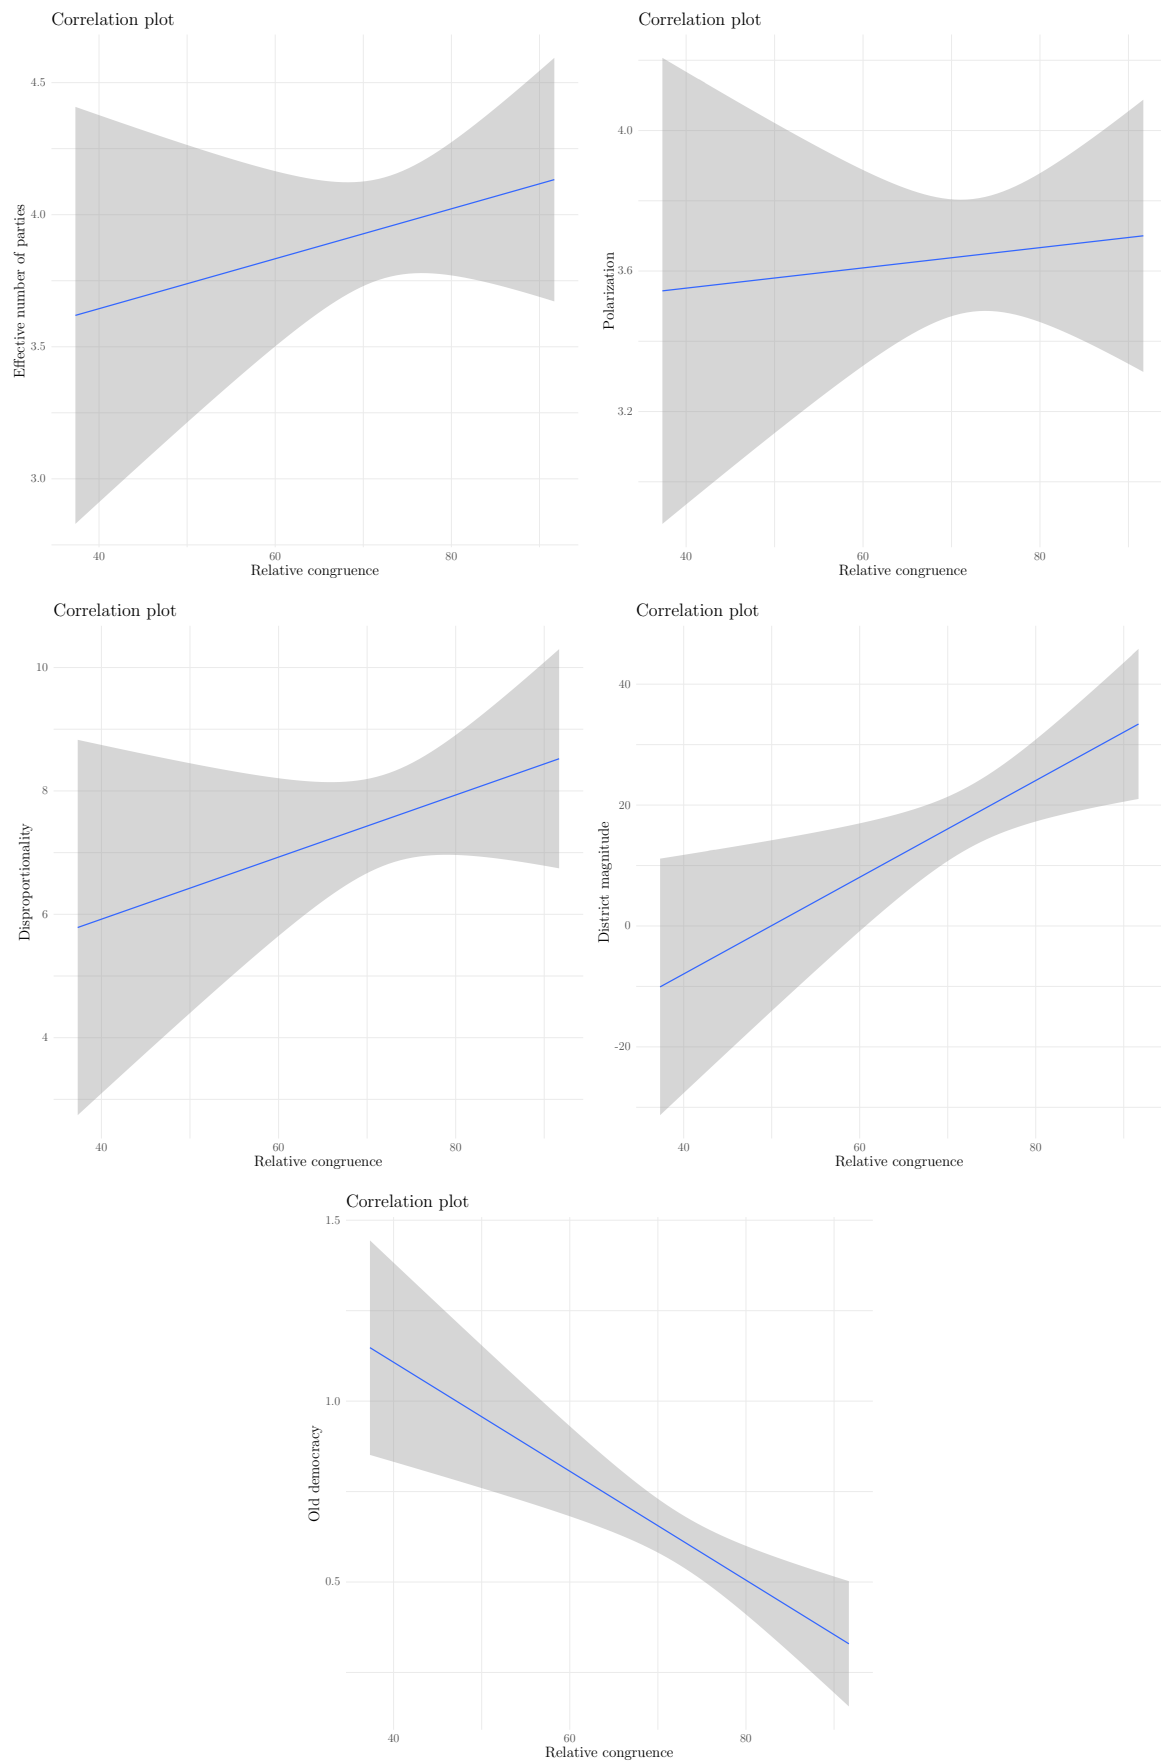 Correlation plot
4.5
4.0
3.5
3.0
Effective number of parties
40 60 80
Relative congruence
Correlation plot
4.0
3.6
3.2
Polarization
40 60 80
Relative congruence
Correlation plot
10
8
6
4
Disproportionality
40 60 80
Relative congruence
Correlation plot
40
20
0
-20
District magnitude
40 60 80
Relative congruence
Correlation plot
1.5
1.0
0.5
Old democracy
40 60 80
Relative congruence